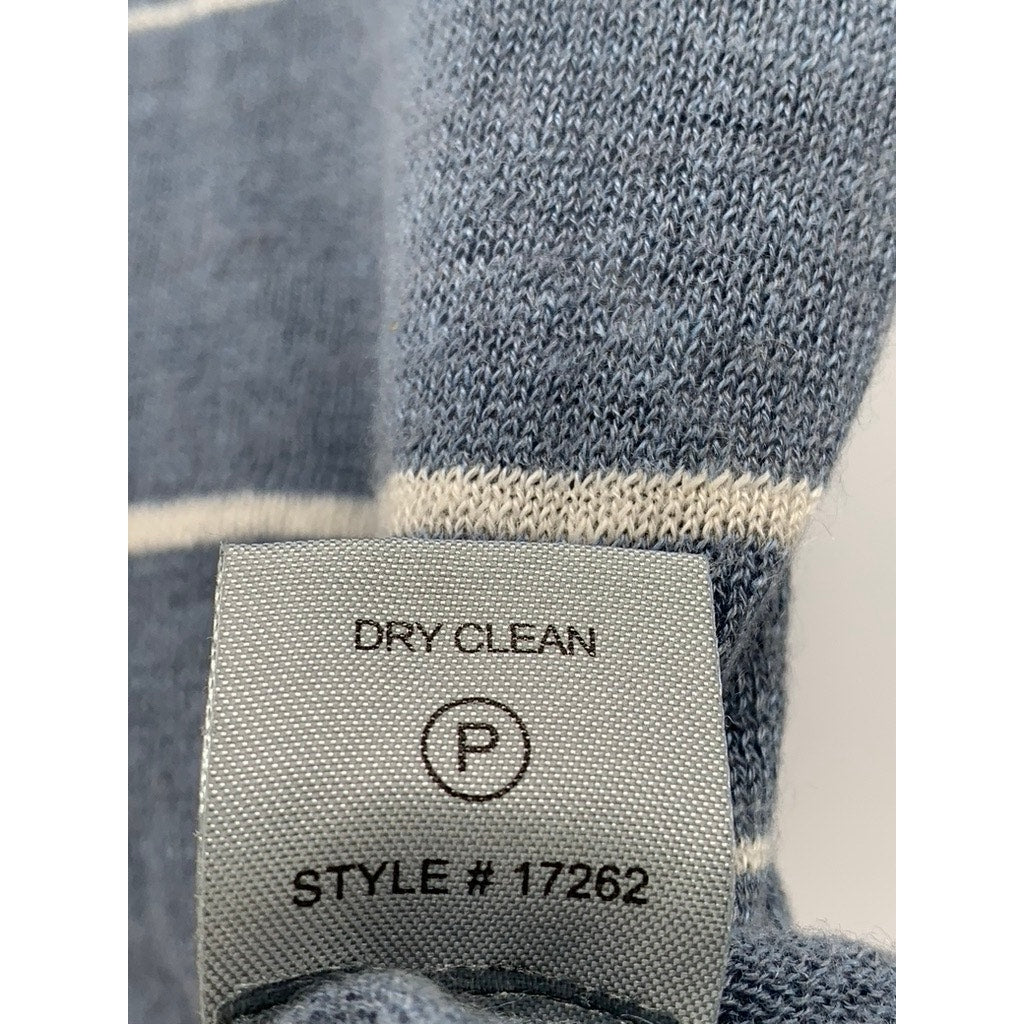 DRY CLEAN
P
STYLE # 17262